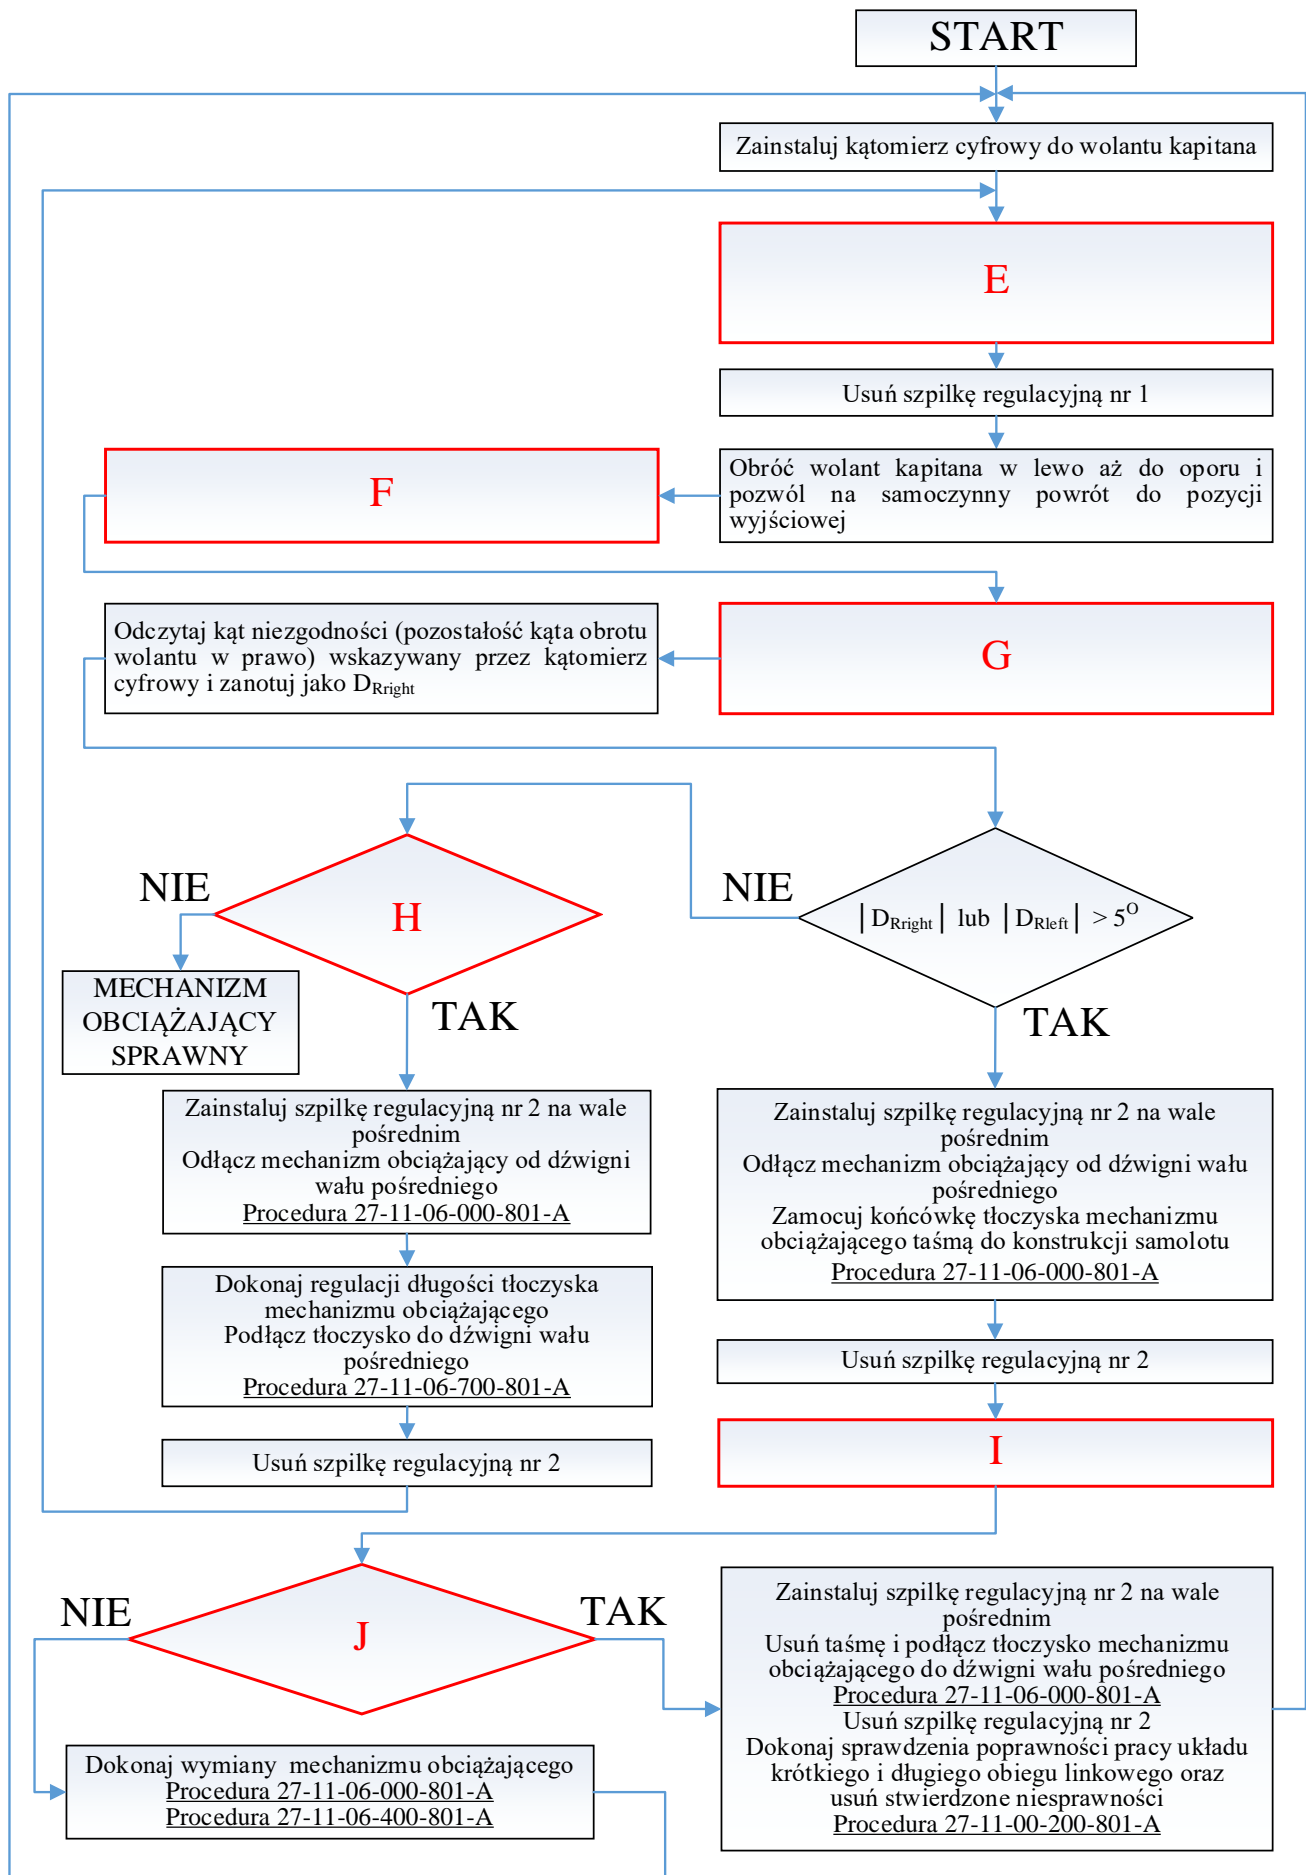 START
Zainstaluj kątomierz cyfrowy do wolantu kapitana
E
Usuń szpilkę regulacyjną nr 1
Obróć wolant kapitana w lewo aż do oporu i
pozwól na samoczynny powrót do pozycji
wyjściowej
F
G
Odczytaj kąt niezgodności (pozostałość kąta obrotu
wolantu w prawo) wskazywany przez kątomierz
cyfrowy i zanotuj jako DRright
|DRright| lub |DRleft| > 5O
NIE
TAK
H
NIE
TAK
MECHANIZM
OBCIĄŻAJĄCY
SPRAWNY
Zainstaluj szpilkę regulacyjną nr 2 na wale
pośrednim
Odłącz mechanizm obciążający od dźwigni
wału pośredniego
Procedura 27-11-06-000-801-A
Dokonaj regulacji długości tłoczyska
mechanizmu obciążającego
Podłącz tłoczysko do dźwigni wału
pośredniego
Procedura 27-11-06-700-801-A
Usuń szpilkę regulacyjną nr 2
Zainstaluj szpilkę regulacyjną nr 2 na wale
pośrednim
Odłącz mechanizm obciążający od dźwigni wału
pośredniego
Zamocuj końcówkę tłoczyska mechanizmu
obciążającego taśmą do konstrukcji samolotu
Procedura 27-11-06-000-801-A
Usuń szpilkę regulacyjną nr 2
I
J
NIE
TAK
Dokonaj wymiany mechanizmu obciążającego
Procedura 27-11-06-000-801-A
Procedura 27-11-06-400-801-A
Zainstaluj szpilkę regulacyjną nr 2 na wale
pośrednim
Usuń taśmę i podłącz tłoczysko mechanizmu
obciążającego do dźwigni wału pośredniego
Procedura 27-11-06-000-801-A
Usuń szpilkę regulacyjną nr 2
Dokonaj sprawdzenia poprawności pracy układu
krótkiego i długiego obiegu linkowego oraz
usuń stwierdzone niesprawności
Procedura 27-11-00-200-801-A